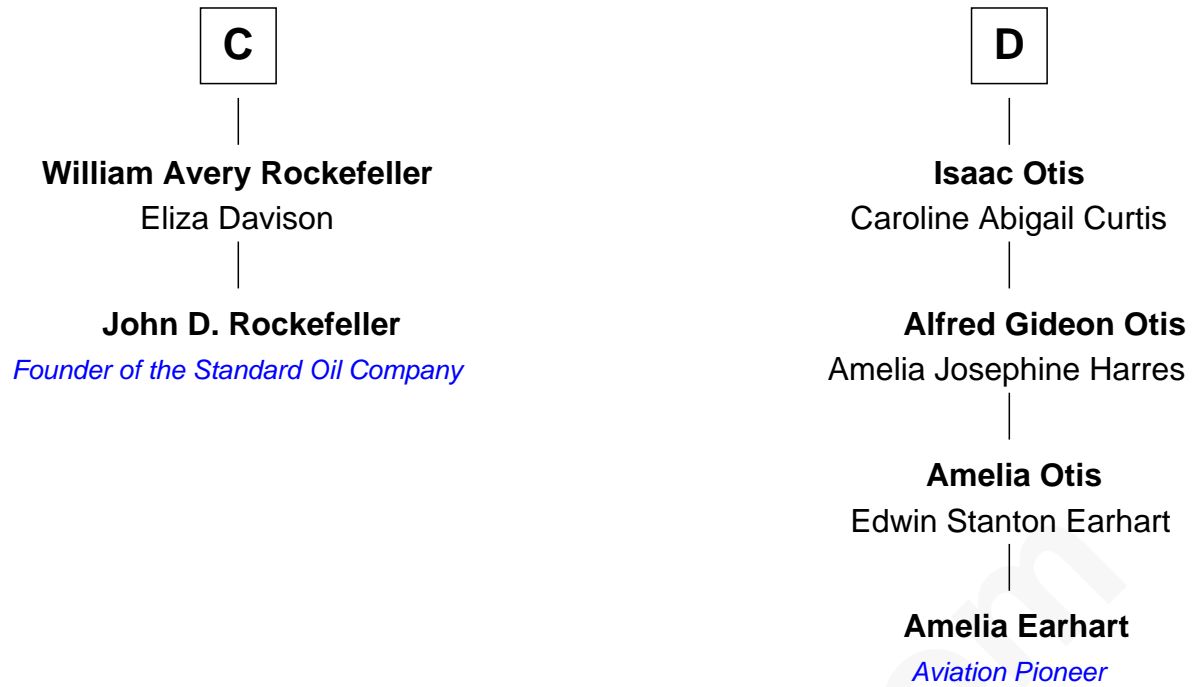 C
William Avery Rockefeller
Eliza Davison
John D. Rockefeller
Founder of the Standard Oil Company
D
Isaac Otis
Caroline Abigail Curtis
Alfred Gideon Otis
Amelia Josephine Harres
Amelia Otis
Edwin Stanton Earhart
Amelia Earhart
Aviation Pioneer